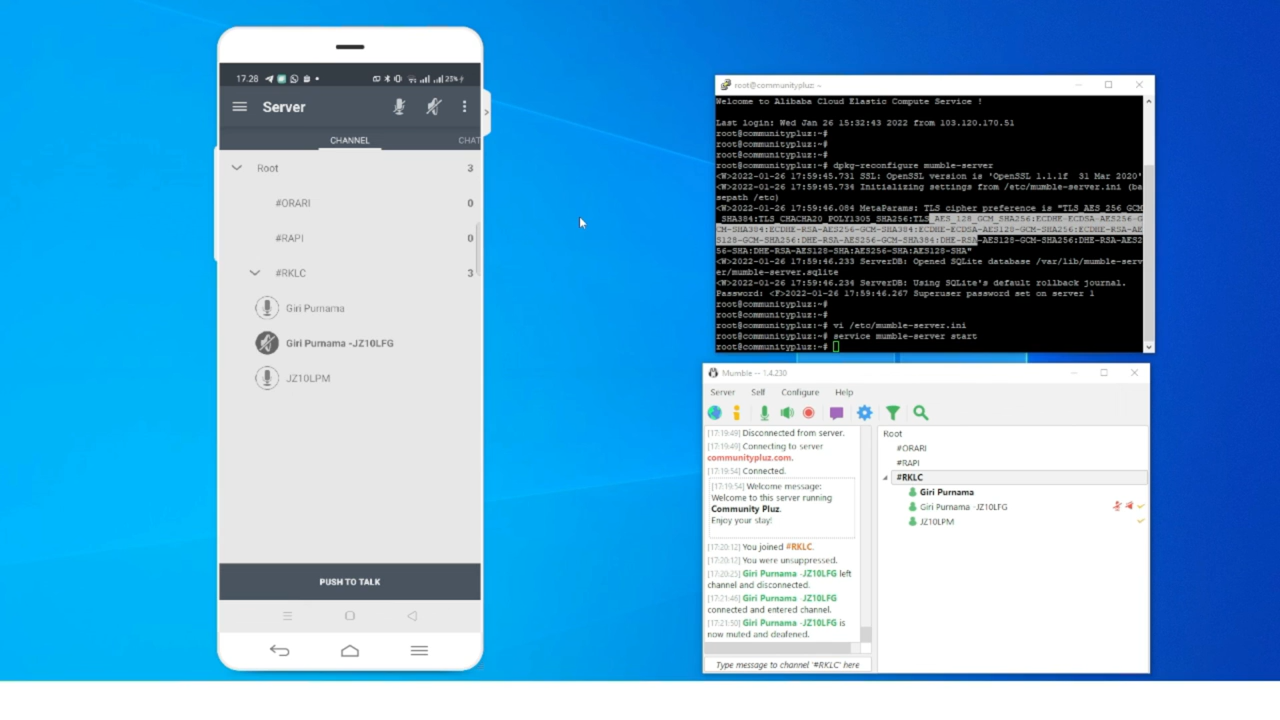 17.28
25%
Server
CHANNEL
CHAT
Root 3
#ORARI 0
#RAPI 0
#RKLC 3
Giri Purnama
Giri Purnama -JZ10LFG
JZ10LPM
PUSH TO TALK
root@communitypluz: ~
Welcome to Alibaba Cloud Elastic Compute Service !
Last login: Wed Jan 26 15:32:43 2022 from 103.120.170.51
root@communitypluz:~#
root@communitypluz:~#
root@communitypluz:~#
root@communitypluz:~# dpkg-reconfigure mumble-server
<W>2022-01-26 17:59:45.731 SSL: OpenSSL version is 'OpenSSL 1.1.1f  31 Mar 2020'
<W>2022-01-26 17:59:45.734 Initializing settings from /etc/mumble-server.ini (ba
sepath /etc)
<W>2022-01-26 17:59:46.084 MetaParams: TLS cipher preference is "TLS_AES_256_GCM
_SHA384:TLS_CHACHA20_POLY1305_SHA256:TLS_AES_128_GCM_SHA256:ECDHE-ECDSA-AES256-G
CM-SHA384:ECDHE-RSA-AES256-GCM-SHA384:ECDHE-ECDSA-AES128-GCM-SHA256:ECDHE-RSA-AE
S128-GCM-SHA256:DHE-RSA-AES256-GCM-SHA384:DHE-RSA-AES128-GCM-SHA256:DHE-RSA-AES2
56-SHA:DHE-RSA-AES128-SHA:AES256-SHA:AES128-SHA"
<W>2022-01-26 17:59:46.233 ServerDB: Opened SQLite database /var/lib/mumble-serv
er/mumble-server.sqlite
<W>2022-01-26 17:59:46.234 ServerDB: Using SQLite's default rollback journal.
Password: <F>2022-01-26 17:59:46.267 Superuser password set on server 1
root@communitypluz:~#
root@communitypluz:~#
root@communitypluz:~# vi /etc/mumble-server.ini
root@communitypluz:~# service mumble-server start
root@communitypluz:~#
Mumble -- 1.4.230
Server Self Configure Help
[17:19:49] Disconnected from server.
[17:19:49] Connecting to server
communitypluz.com.
[17:19:54] Connected.
[17:19:54] Welcome message:
Welcome to this server running
Community Pluz.
Enjoy your stay!
[17:20:12] You joined #RKLC.
[17:20:12] You were unsuppressed.
[17:20:25] Giri Purnama -JZ10LFG left
channel and disconnected.
[17:21:46] Giri Purnama -JZ10LFG
connected and entered channel.
[17:21:50] Giri Purnama -JZ10LFG is
now muted and deafened.
Type message to channel '#RKLC' here
Root
#ORARI
#RAPI
#RKLC
Giri Purnama
Giri Purnama -JZ10LFG
JZ10LPM